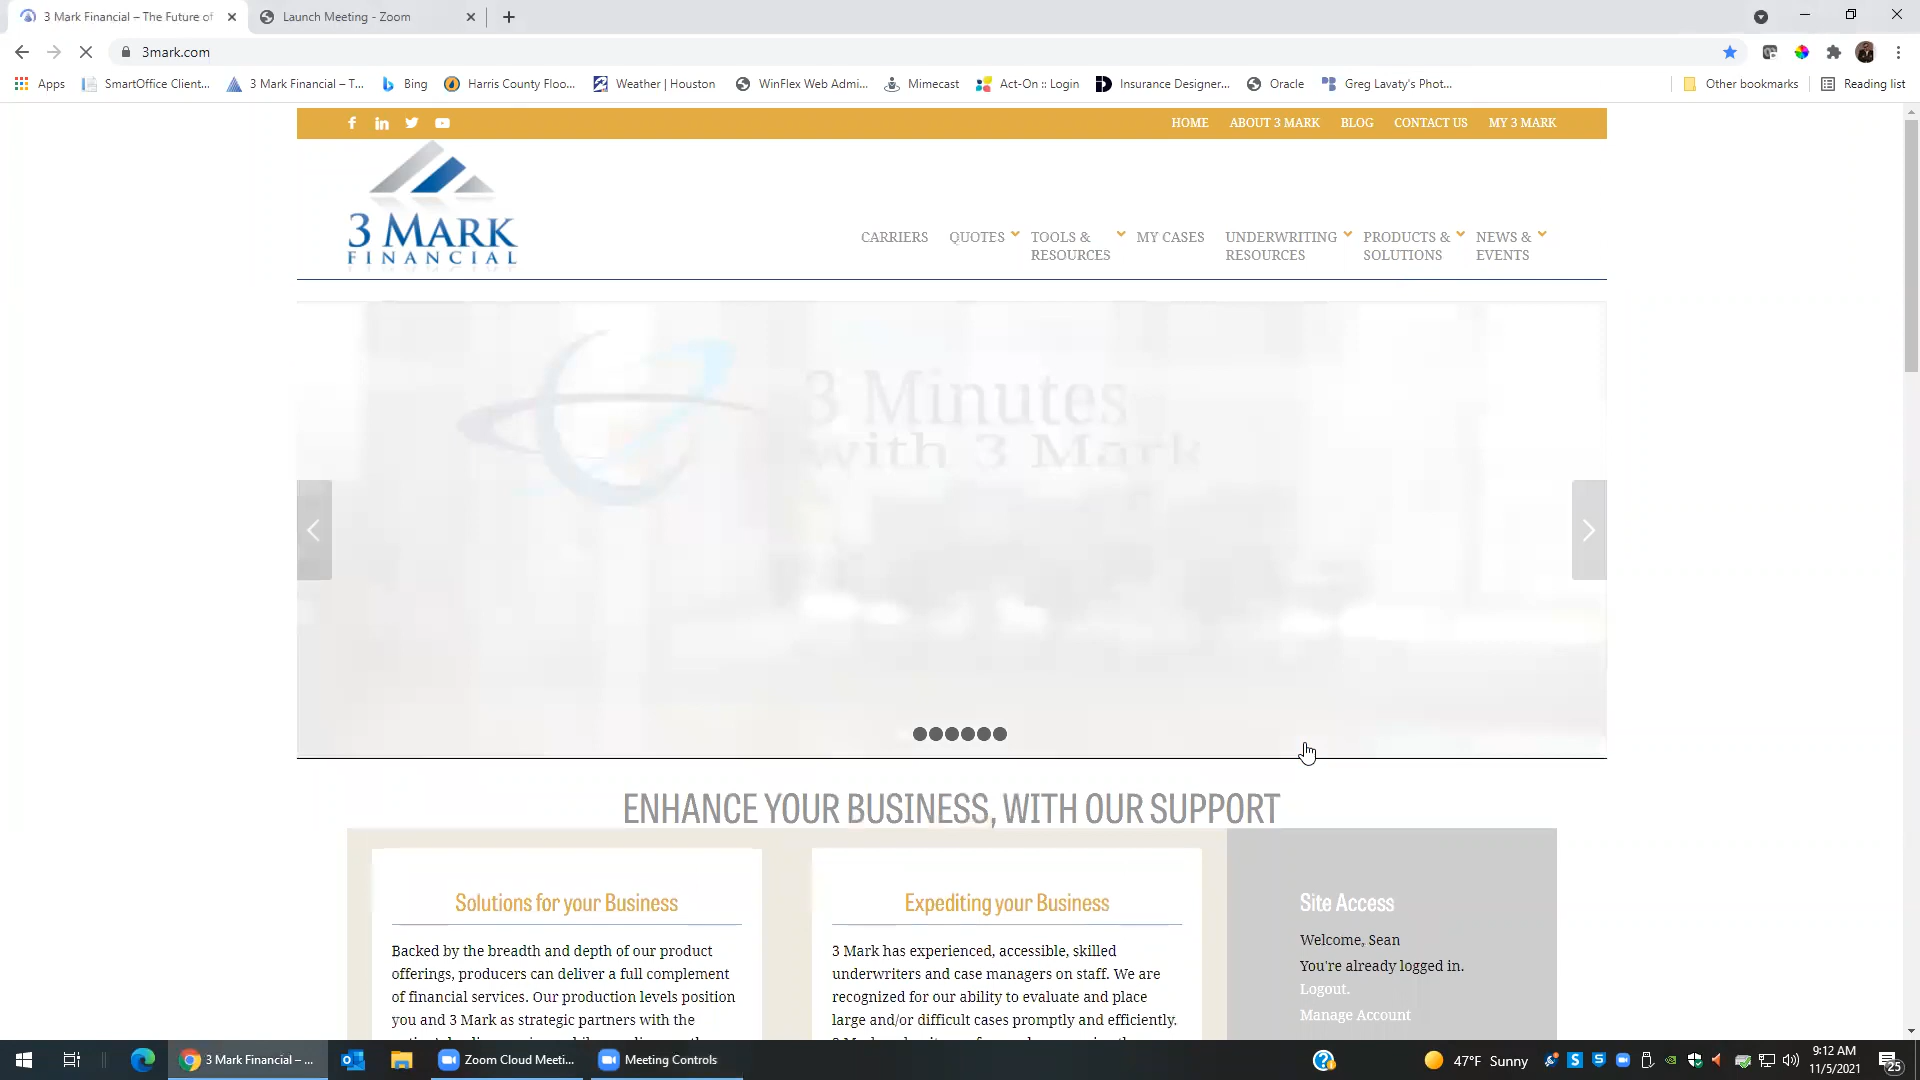 3 Mark Financial – The Future of
Launch Meeting - Zoom
3mark.com
Apps
SmartOffice Client...
3 Mark Financial – T...
Bing
Harris County Floo...
Weather | Houston
WinFlex Web Admi...
Mimecast
Act-On :: Login
Insurance Designer...
Oracle
Greg Lavaty's Phot...
Other bookmarks
Reading list
HOME
ABOUT 3 MARK
BLOG
CONTACT US
MY 3 MARK
3 MARK
FINANCIAL
CARRIERS
QUOTES
TOOLS &
RESOURCES
MY CASES
UNDERWRITING
RESOURCES
PRODUCTS &
SOLUTIONS
NEWS &
EVENTS
3 Minutes
with 3 Mark
ENHANCE YOUR BUSINESS, WITH OUR SUPPORT
Solutions for your Business
Backed by the breadth and depth of our product
offerings, producers can deliver a full complement
of financial services. Our production levels position
you and 3 Mark as strategic partners with the
Expediting your Business
3 Mark has experienced, accessible, skilled
underwriters and case managers on staff. We are
recognized for our ability to evaluate and place
large and/or difficult cases promptly and efficiently.
Site Access
Welcome, Sean
You're already logged in.
Logout.
Manage Account
3 Mark Financial – ...
Zoom Cloud Meeti...
Meeting Controls
47°F Sunny
9:12 AM
11/5/2021
25